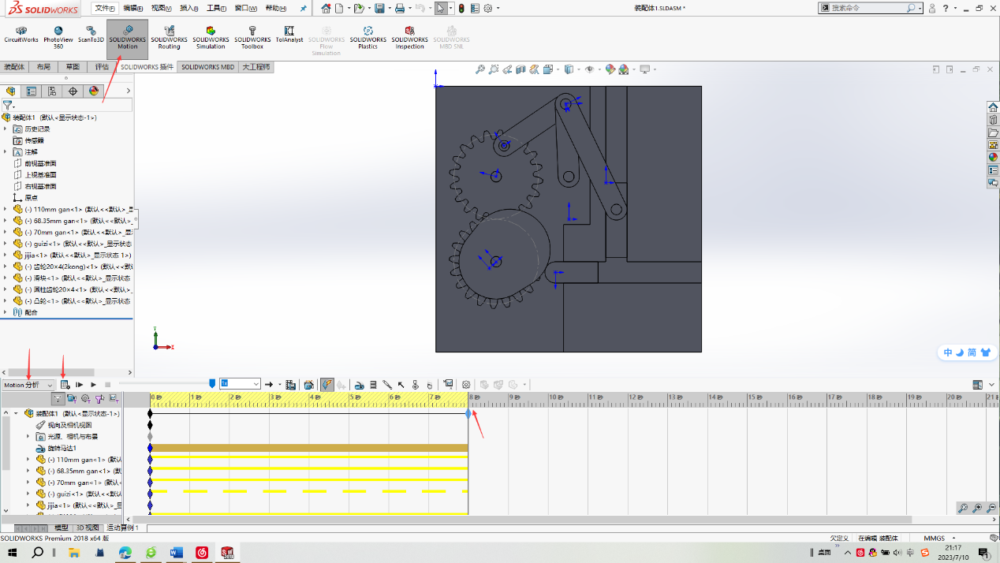 SOLIDWORKS
文件(F) 编辑(E) 视图(V) 插入(I) 工具(T) 窗口(W) 帮助(H)
装配体1.SLDASM *
搜索命令
CircuitWorks
PhotoView 360
ScanTo3D
SOLIDWORKS Motion
SOLIDWORKS Routing
SOLIDWORKS Simulation
SOLIDWORKS Toolbox
TolAnalyst
SOLIDWORKS Flow Simulation
SOLIDWORKS Plastics
SOLIDWORKS Inspection
SOLIDWORKS MBD SNL
装配体 布局 草图 评估 SOLIDWORKS 插件 SOLIDWORKS MBD 大工程师
装配体1 (默认<显示状态-1>)
历史记录
传感器
注解
前视基准面
上视基准面
右视基准面
原点
(-) 110mm gan<1> (默认<<默认>_显
(-) 68.35mm gan<1> (默认<<默认>_
(-) 70mm gan<1> (默认<<默认>_显
(-) guizi<1> (默认<<默认>_显示状态
jijia<1> (默认<<默认>_显示状态 1>)
(-) 齿轮20×4(2kong)<1> (默认<<默认
(-) 滑块<1> (默认<<默认>_显示状态
(-) 圆柱齿轮20×4<1> (默认<<默认
(-) 凸轮<1> (默认<<默认>_显示状态
配合
Y
X
中 简
Motion 分析
1x
0 秒 1 秒 2 秒 3 秒 4 秒 5 秒 6 秒 7 秒 8 秒 9 秒 10 秒 11 秒 12 秒 13 秒 14 秒 15 秒 16 秒 17 秒 18 秒 19 秒 20 秒 21
装配体1 (默认<显示状态-1>)
视向及相机视图
光源、相机与布景
旋转马达1
(-) 110mm gan<1> (默认
(-) 68.35mm gan<1> (默
(-) 70mm gan<1> (默认<
(-) guizi<1> (默认<<默认
jijia<1> (默认<<默认>_显
模型 3D 视图 运动算例 1
SOLIDWORKS Premium 2018 x64 版
欠定义 在编辑 装配体 MMGS
桌面
中
21:17
2023/7/10